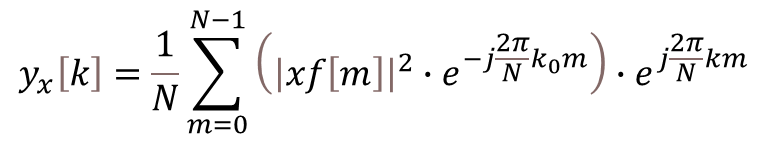 y_x[k] = \frac{1}{N} \sum_{m=0}^{N-1} \left( |xf[m]|^2 \cdot e^{-j\frac{2\pi}{N}k_0 m} \right) \cdot e^{j\frac{2\pi}{N}km}